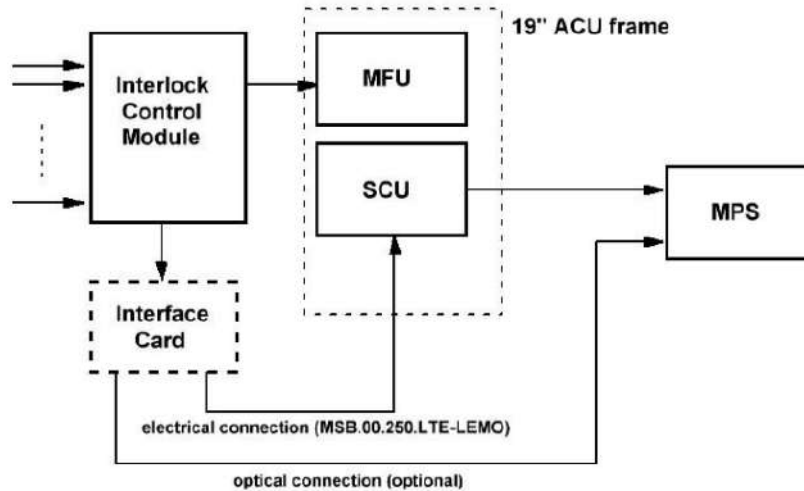 19" ACU frame
Interlock
Control
Module
MFU
SCU
MPS
Interface
Card
electrical connection (MSB.00.250.LTE-LEMO)
optical connection (optional)